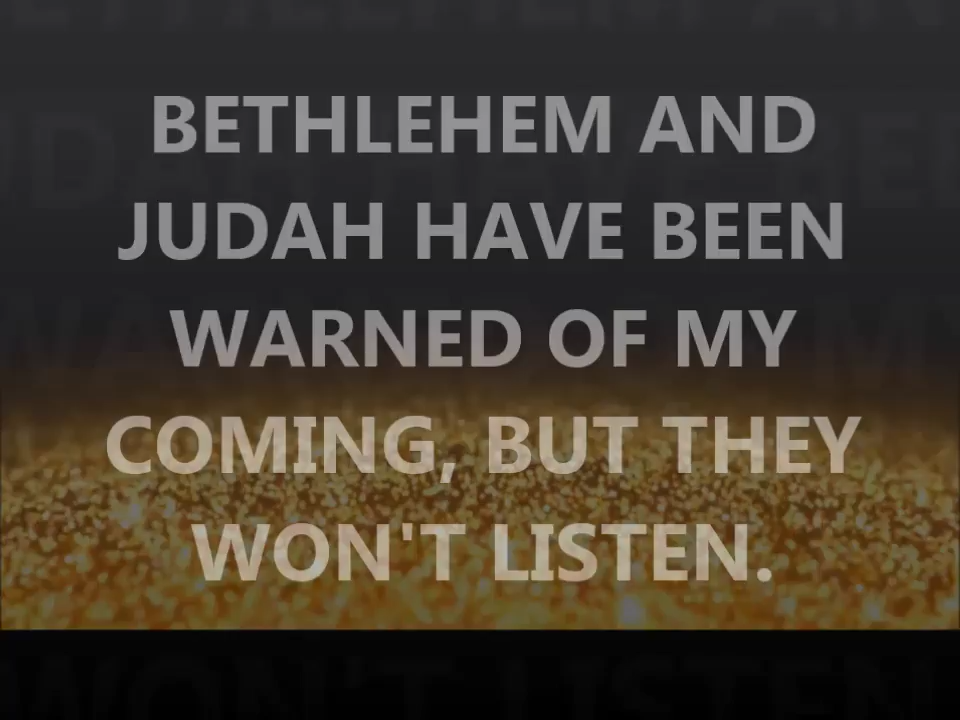 BETHLEHEM AND
JUDAH HAVE BEEN
WARNED OF MY
COMING, BUT THEY
WON'T LISTEN.